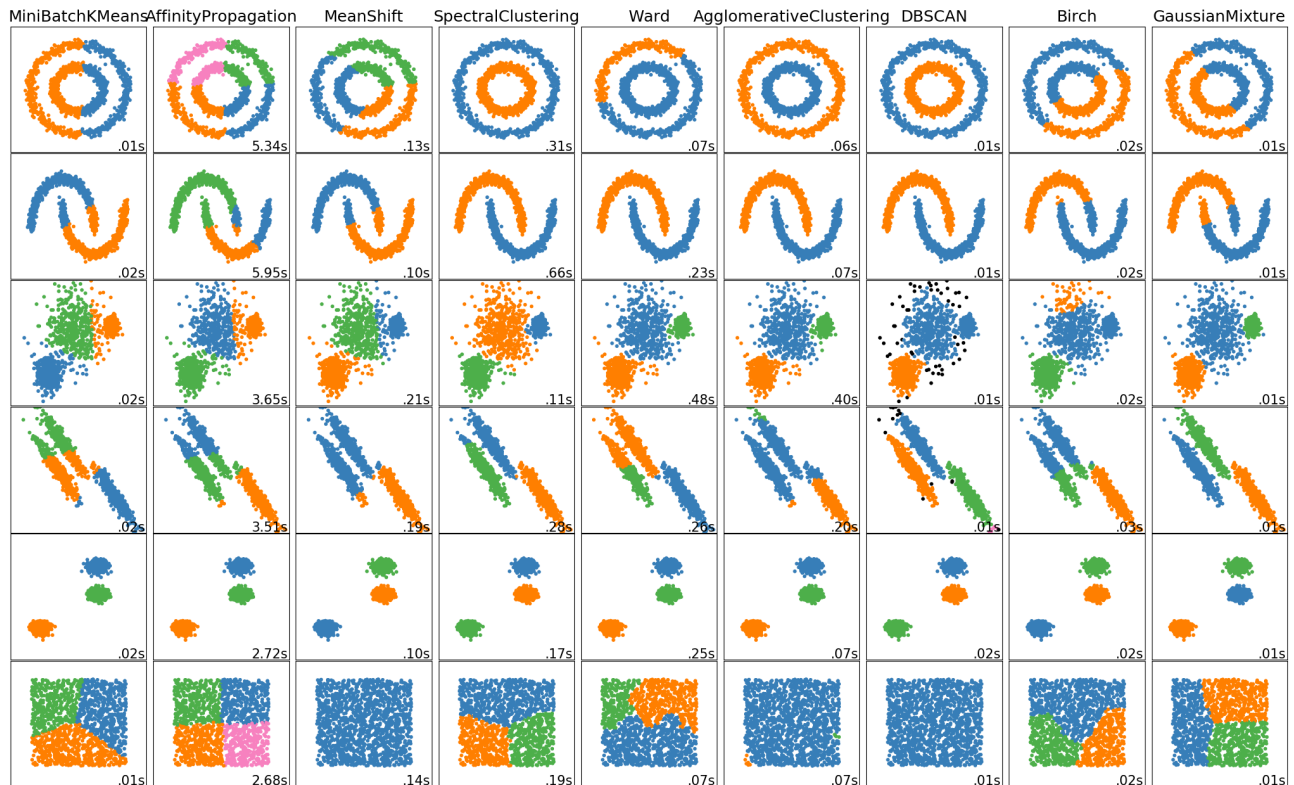 MiniBatchKMeans AffinityPropagation MeanShift SpectralClustering Ward AgglomerativeClustering DBSCAN Birch GaussianMixture
.01s 5.34s .13s .31s .07s .06s .01s .02s .01s
.02s 5.95s .10s .66s .23s .07s .01s .02s .01s
.02s 3.65s .21s .11s .48s .40s .01s .02s .01s
.02s 3.51s .19s .28s .26s .20s .01s .03s .01s
.02s 2.72s .10s .17s .25s .07s .02s .02s .01s
.01s 2.68s .14s .19s .07s .07s .01s .02s .01s